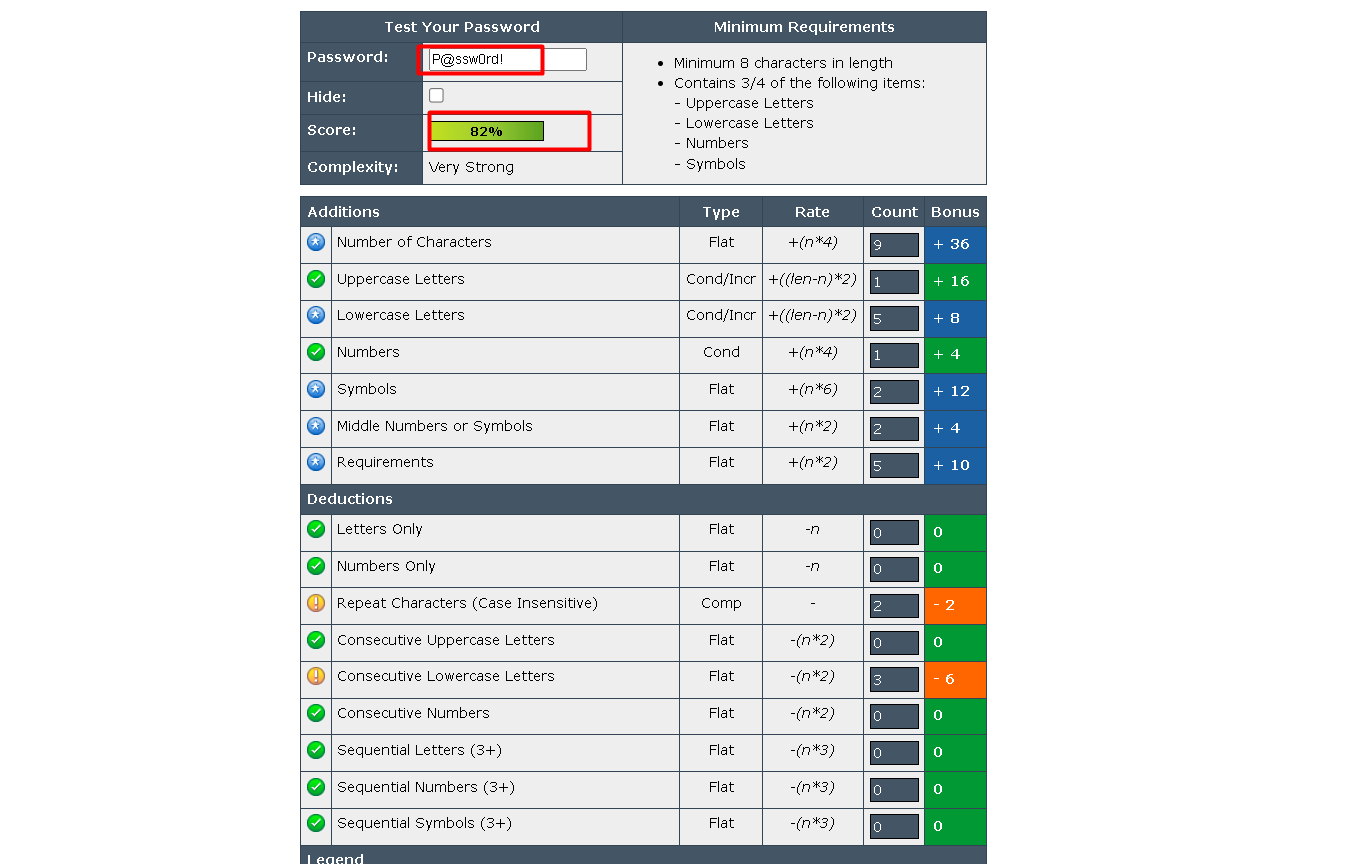 Test Your Password Minimum Requirements
Password: P@ssw0rd!
• Minimum 8 characters in length
• Contains 3/4 of the following items:
Hide:
- Uppercase Letters
- Lowercase Letters
Score: 82%
- Numbers
- Symbols
Complexity: Very Strong
Additions Type Rate Count Bonus
Number of Characters Flat +(n*4) 9 + 36
Uppercase Letters Cond/Incr +((len-n)*2) 1 + 16
Lowercase Letters Cond/Incr +((len-n)*2) 5 + 8
Numbers Cond +(n*4) 1 + 4
Symbols Flat +(n*6) 2 + 12
Middle Numbers or Symbols Flat +(n*2) 2 + 4
Requirements Flat +(n*2) 5 + 10
Deductions
Letters Only Flat -n 0 0
Numbers Only Flat -n 0 0
Repeat Characters (Case Insensitive) Comp - 2 - 2
Consecutive Uppercase Letters Flat -(n*2) 0 0
Consecutive Lowercase Letters Flat -(n*2) 3 - 6
Consecutive Numbers Flat -(n*2) 0 0
Sequential Letters (3+) Flat -(n*3) 0 0
Sequential Numbers (3+) Flat -(n*3) 0 0
Sequential Symbols (3+) Flat -(n*3) 0 0
Legend